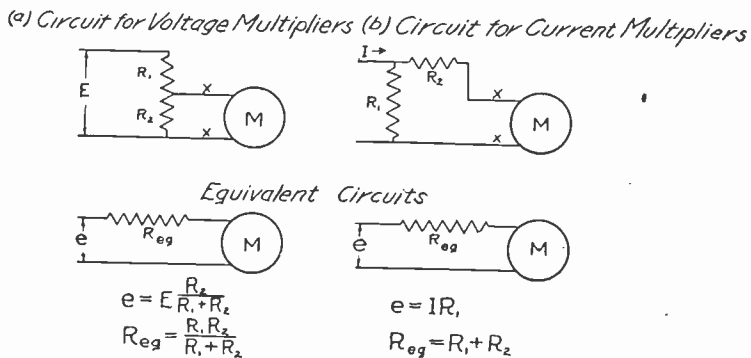 (a) Circuit for Voltage Multipliers (b) Circuit for Current Multipliers
E R₁ R₂ x x M
I → R₁ R₂ x x M
Equivalent Circuits
e Req M
e Req M
e = E R₂/(R₁ + R₂)
Req = R₁R₂/(R₁ + R₂)
e = IR₁
Req = R₁ + R₂